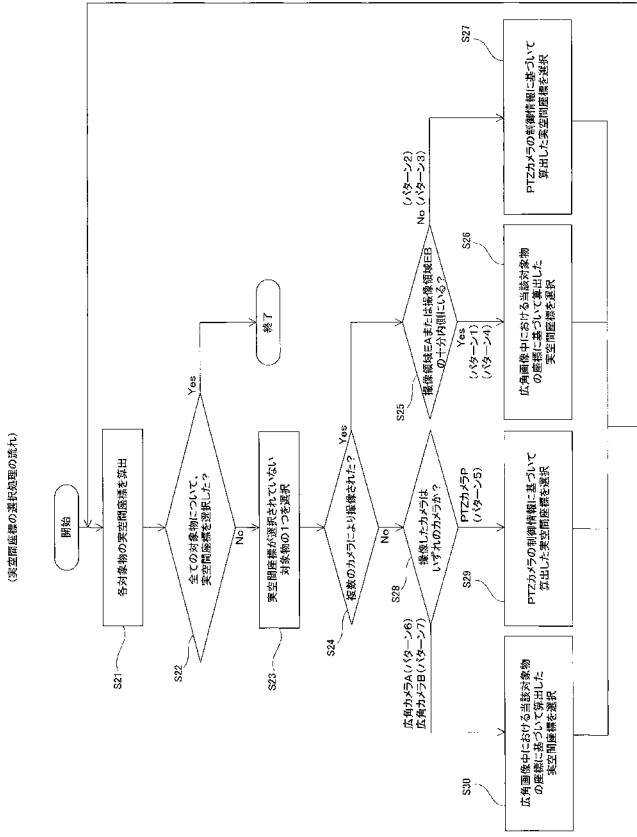 (実空間座標の選択処理の流れ)
開始
各対象物の実空間座標を算出
S21
全ての対象物について、
実空間座標を選択した?
S22
Yes
終了
No
実空間座標が選択されていない
対象物の1つを選択
S23
複数のカメラにより撮像された?
S24
Yes
No
撮像領域EAまたは撮像領域EB
の十分内側にいる?
S25
No
(パターン2)
(パターン3)
Yes
(パターン1)
(パターン4)
広角画像中における当該対象物
の座標に基づいて算出した
実空間座標を選択
S26
PTZカメラの制御情報に基づいて
算出した実空間座標を選択
S27
撮像したカメラは
いずれのカメラか?
S28
PTZカメラP
(パターン5)
広角カメラA(パターン6)
広角カメラB(パターン7)
PTZカメラの制御情報に基づいて
算出した実空間座標を選択
S29
広角画像中における当該対象物
の座標に基づいて算出した
実空間座標を選択
S30